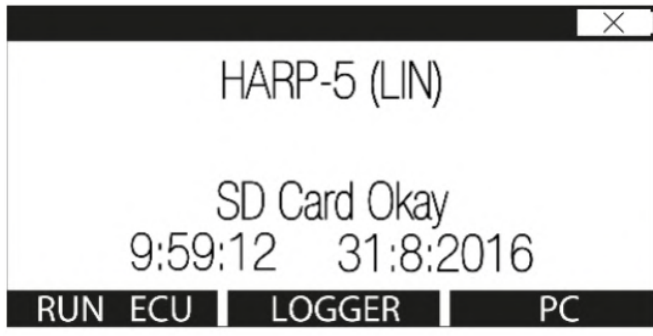 HARP-5 (LIN)
SD Card Okay
9:59:12 31:8:2016
RUN ECU LOGGER PC